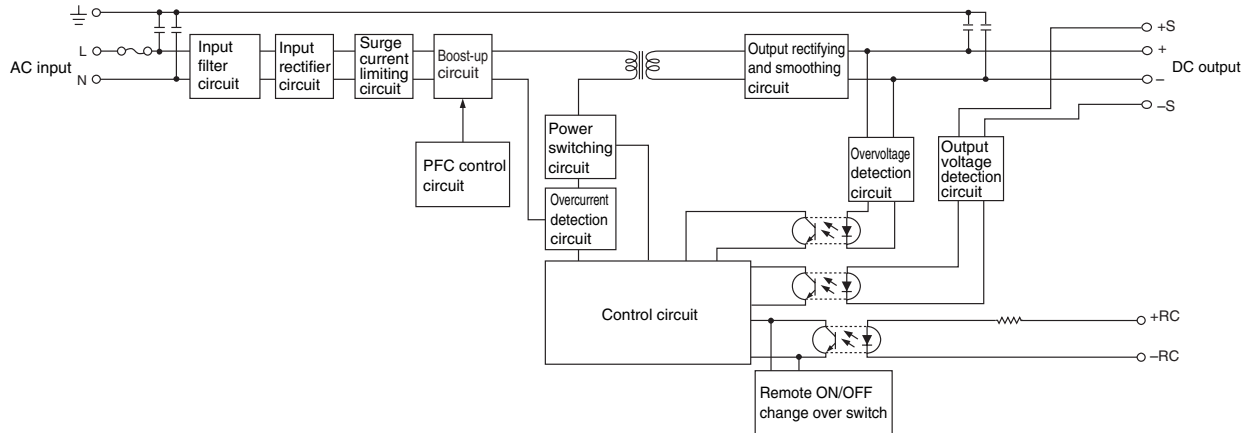 +S
L
+
AC input
N
Input
filter
circuit
Input
rectifier
circuit
Surge
current
limiting
circuit
Boost-up
circuit
Output rectifying
and smoothing
circuit
DC output
–
–S
PFC control
circuit
Power
switching
circuit
Overcurrent
detection
circuit
Overvoltage
detection
circuit
Output
voltage
detection
circuit
Control circuit
+RC
–RC
Remote ON/OFF
change over switch